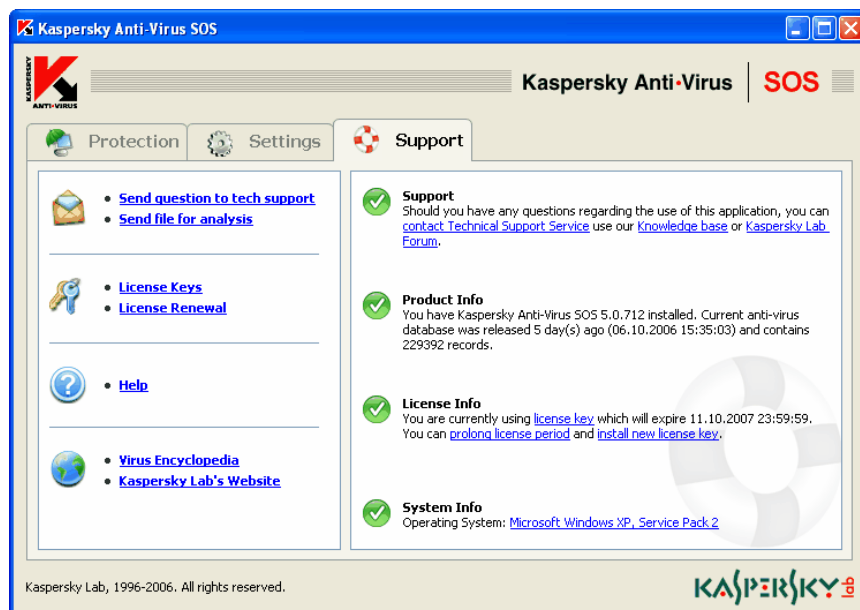 Kaspersky Anti-Virus SOS
KASPERSKY
ANTI-VIRUS
Kaspersky Anti•Virus SOS
Protection
Settings
Support
• Send question to tech support
• Send file for analysis
• License Keys
• License Renewal
• Help
• Virus Encyclopedia
• Kaspersky Lab's Website
Support
Should you have any questions regarding the use of this application, you can
contact Technical Support Service use our Knowledge base or Kaspersky Lab
Forum.
Product Info
You have Kaspersky Anti-Virus SOS 5.0.712 installed. Current anti-virus
database was released 5 day(s) ago (06.10.2006 15:35:03) and contains
229392 records.
License Info
You are currently using license key which will expire 11.10.2007 23:59:59.
You can prolong license period and install new license key.
System Info
Operating System: Microsoft Windows XP, Service Pack 2
Kaspersky Lab, 1996-2006. All rights reserved.
KASPERSKY lab